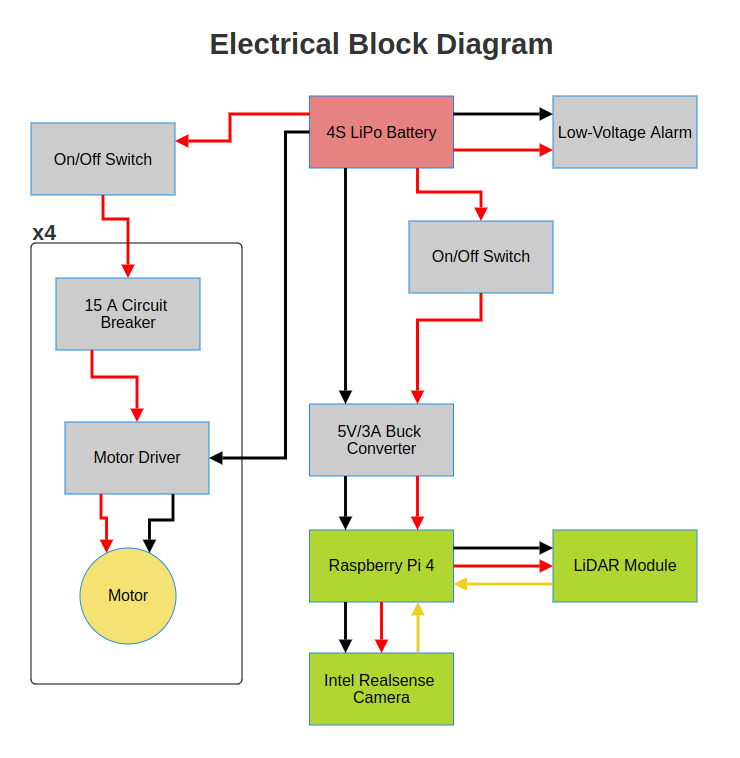 Electrical Block Diagram
4S LiPo Battery
Low-Voltage Alarm
On/Off Switch
On/Off Switch
x4
15 A Circuit
Breaker
5V/3A Buck
Converter
Motor Driver
Raspberry Pi 4
LiDAR Module
Motor
Intel Realsense
Camera